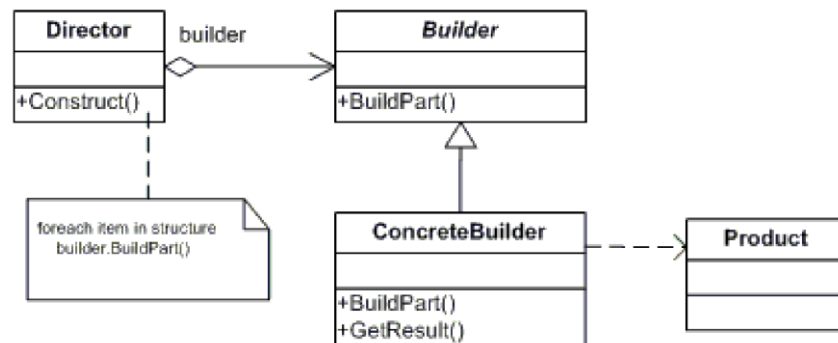 Director
builder
Builder
+Construct()
+BuildPart()
foreach item in structure
builder.BuildPart()
ConcreteBuilder
Product
+BuildPart()
+GetResult()